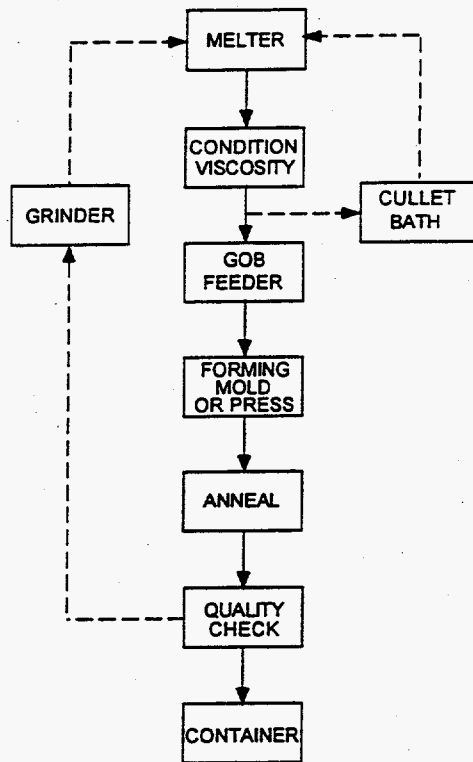 MELTER
CONDITION
VISCOSITY
GRINDER
CULLET
BATH
GOB
FEEDER
FORMING
MOLD
OR PRESS
ANNEAL
QUALITY
CHECK
CONTAINER